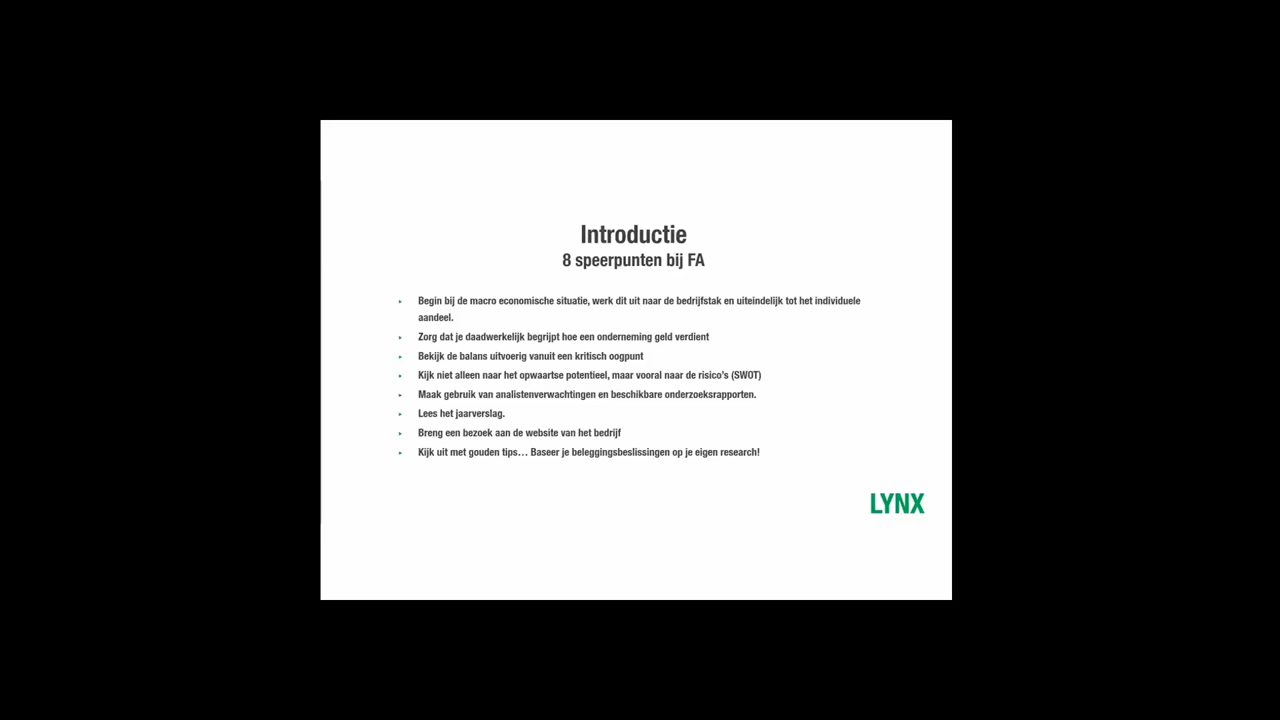 Introductie
8 speerpunten bij FA
Begin bij de macro economische situatie, werk dit uit naar de bedrijfstak en uiteindelijk tot het individuele
aandeel.
Zorg dat je daadwerkelijk begrijpt hoe een onderneming geld verdient
Bekijk de balans uitvoerig vanuit een kritisch oogpunt
Kijk niet alleen naar het opwaartse potentieel, maar vooral naar de risico's (SWOT)
Maak gebruik van analistenverwachtingen en beschikbare onderzoeksrapporten.
Lees het jaarverslag.
Breng een bezoek aan de website van het bedrijf
Kijk uit met gouden tips… Baseer je beleggingsbeslissingen op je eigen research!
LYNX